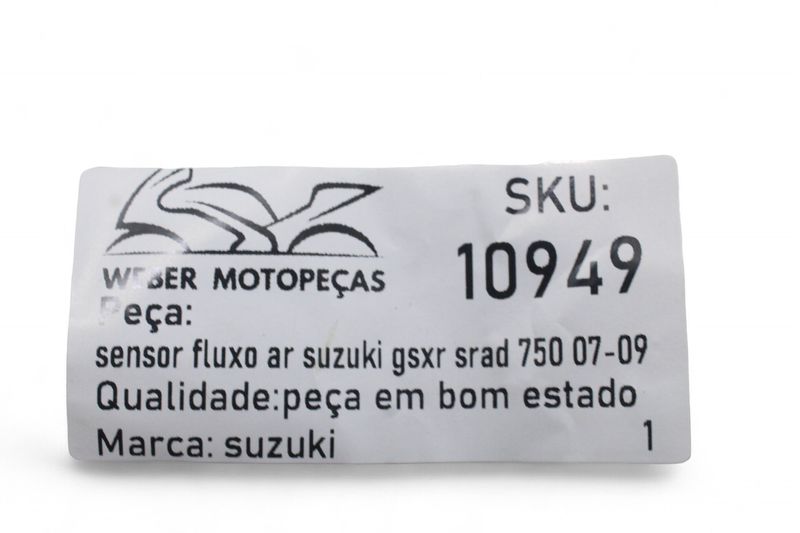 SKU:
10949
WEBER MOTOPEÇAS
Peça:
sensor fluxo ar suzuki gsxr srad 750 07-09
Qualidade:peça em bom estado
Marca: suzuki 1